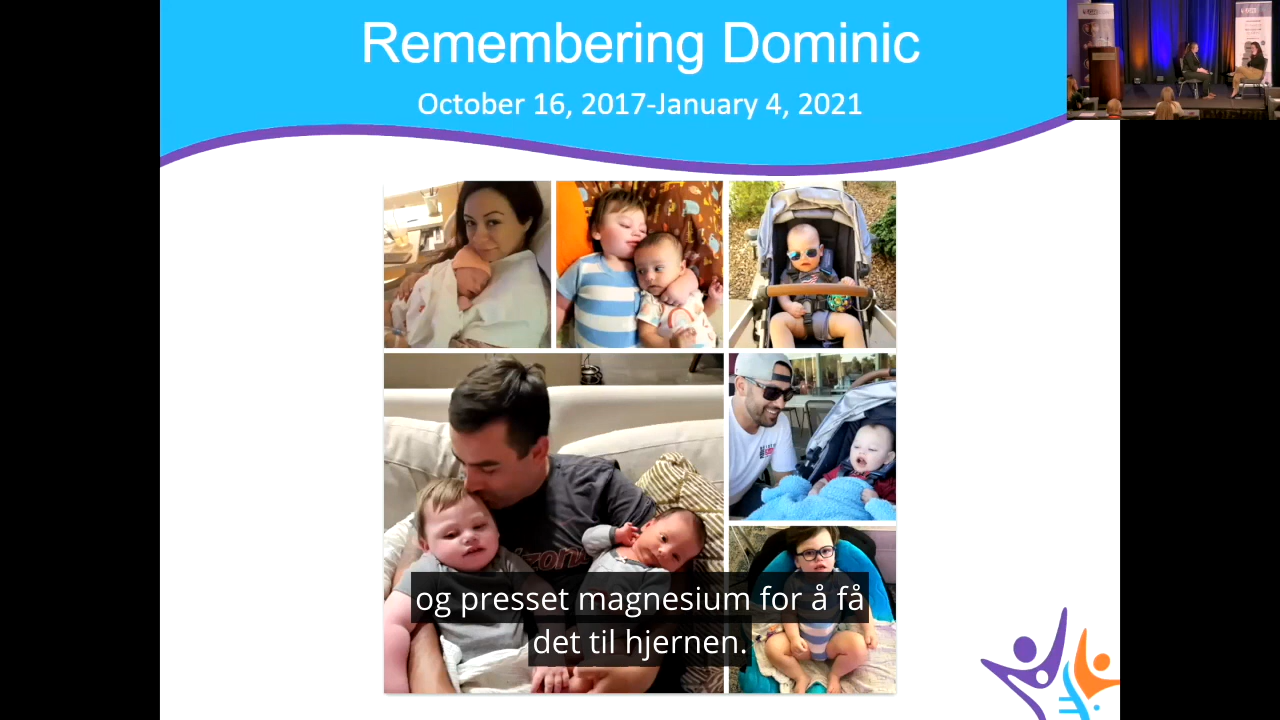 Remembering Dominic
October 16, 2017-January 4, 2021
og presset magnesium for å få
det til hjernen.